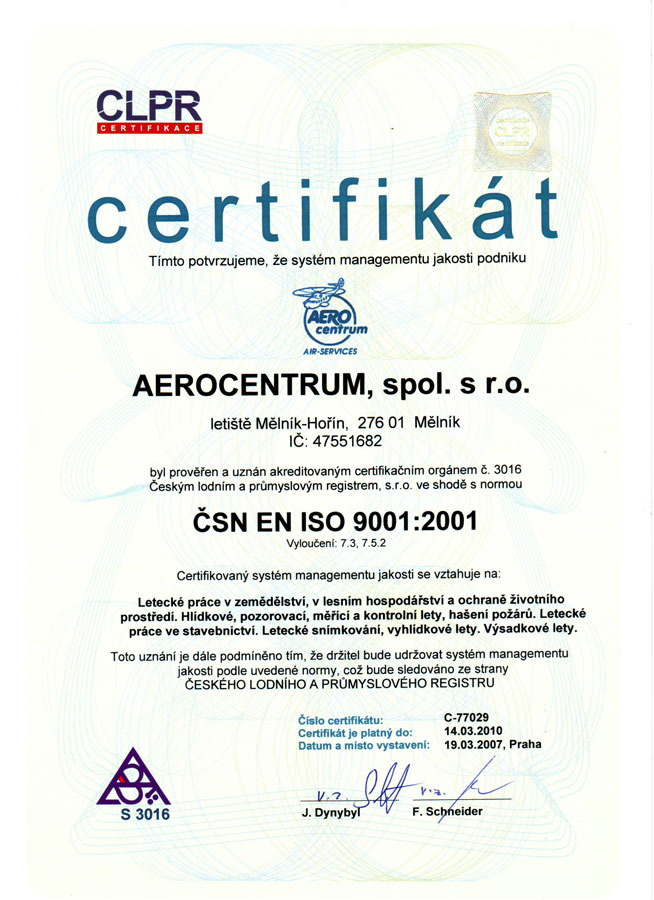 CLPR
CERTIFIKACE
certifikace
CLPR
certifikace
certifikát
Tímto potvrzujeme, že systém managementu jakosti podniku
AERO
centrum
AIR-SERVICES
AEROCENTRUM, spol. s r.o.
letiště Mělník-Hořín, 276 01 Mělník
IČ: 47551682
byl prověřen a uznán akreditovaným certifikačním orgánem č. 3016
Českým lodním a průmyslovým registrem, s.r.o. ve shodě s normou
ČSN EN ISO 9001:2001
Vyloučení: 7.3, 7.5.2
Certifikovaný systém managementu jakosti se vztahuje na:
Letecké práce v zemědělství, v lesním hospodářství a ochraně životního
prostředí. Hlídkové, pozorovací, měřící a kontrolní lety, hašení požárů. Letecké
práce ve stavebnictví. Letecké snímkování, vyhlídkové lety. Výsadkové lety.
Toto uznání je dále podmíněno tím, že držitel bude udržovat systém managementu
jakosti podle uvedené normy, což bude sledováno ze strany
ČESKÉHO LODNÍHO A PRŮMYSLOVÉHO REGISTRU
Číslo certifikátu: C-77029
Certifikát je platný do: 14.03.2010
Datum a místo vystavení: 19.03.2007, Praha
S 3016
v.z. v.z.
J. Dynybyl F. Schneider